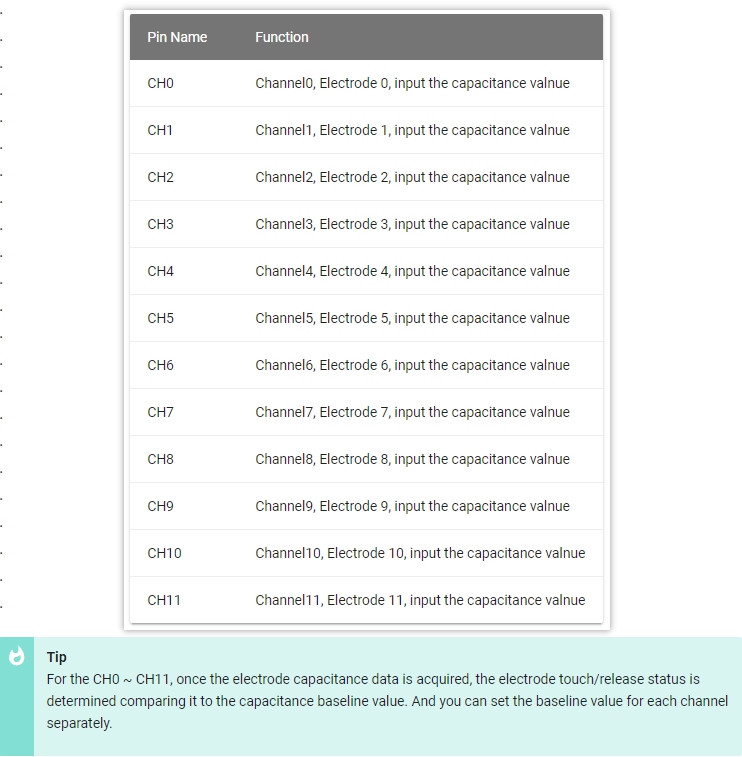 Pin Name Function
CH0 Channel0, Electrode 0, input the capacitance valnue
CH1 Channel1, Electrode 1, input the capacitance valnue
CH2 Channel2, Electrode 2, input the capacitance valnue
CH3 Channel3, Electrode 3, input the capacitance valnue
CH4 Channel4, Electrode 4, input the capacitance valnue
CH5 Channel5, Electrode 5, input the capacitance valnue
CH6 Channel6, Electrode 6, input the capacitance valnue
CH7 Channel7, Electrode 7, input the capacitance valnue
CH8 Channel8, Electrode 8, input the capacitance valnue
CH9 Channel9, Electrode 9, input the capacitance valnue
CH10 Channel10, Electrode 10, input the capacitance valnue
CH11 Channel11, Electrode 11, input the capacitance valnue
Tip
For the CH0 ~ CH11, once the electrode capacitance data is acquired, the electrode touch/release status is
determined comparing it to the capacitance baseline value. And you can set the baseline value for each channel
separately.